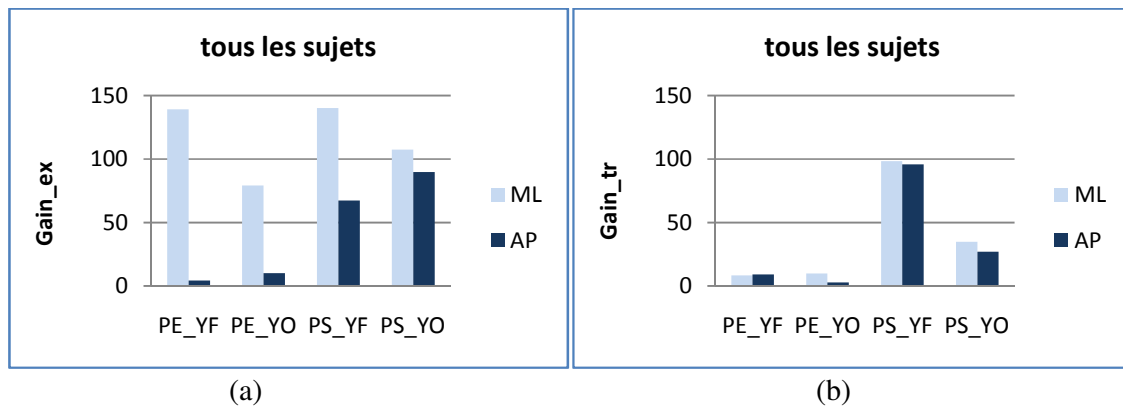 tous les sujets
150
100
50
0
Gain_ex
PE_YF PE_YO PS_YF PS_YO
ML
AP
(a)
tous les sujets
150
100
50
0
Gain_tr
PE_YF PE_YO PS_YF PS_YO
ML
AP
(b)